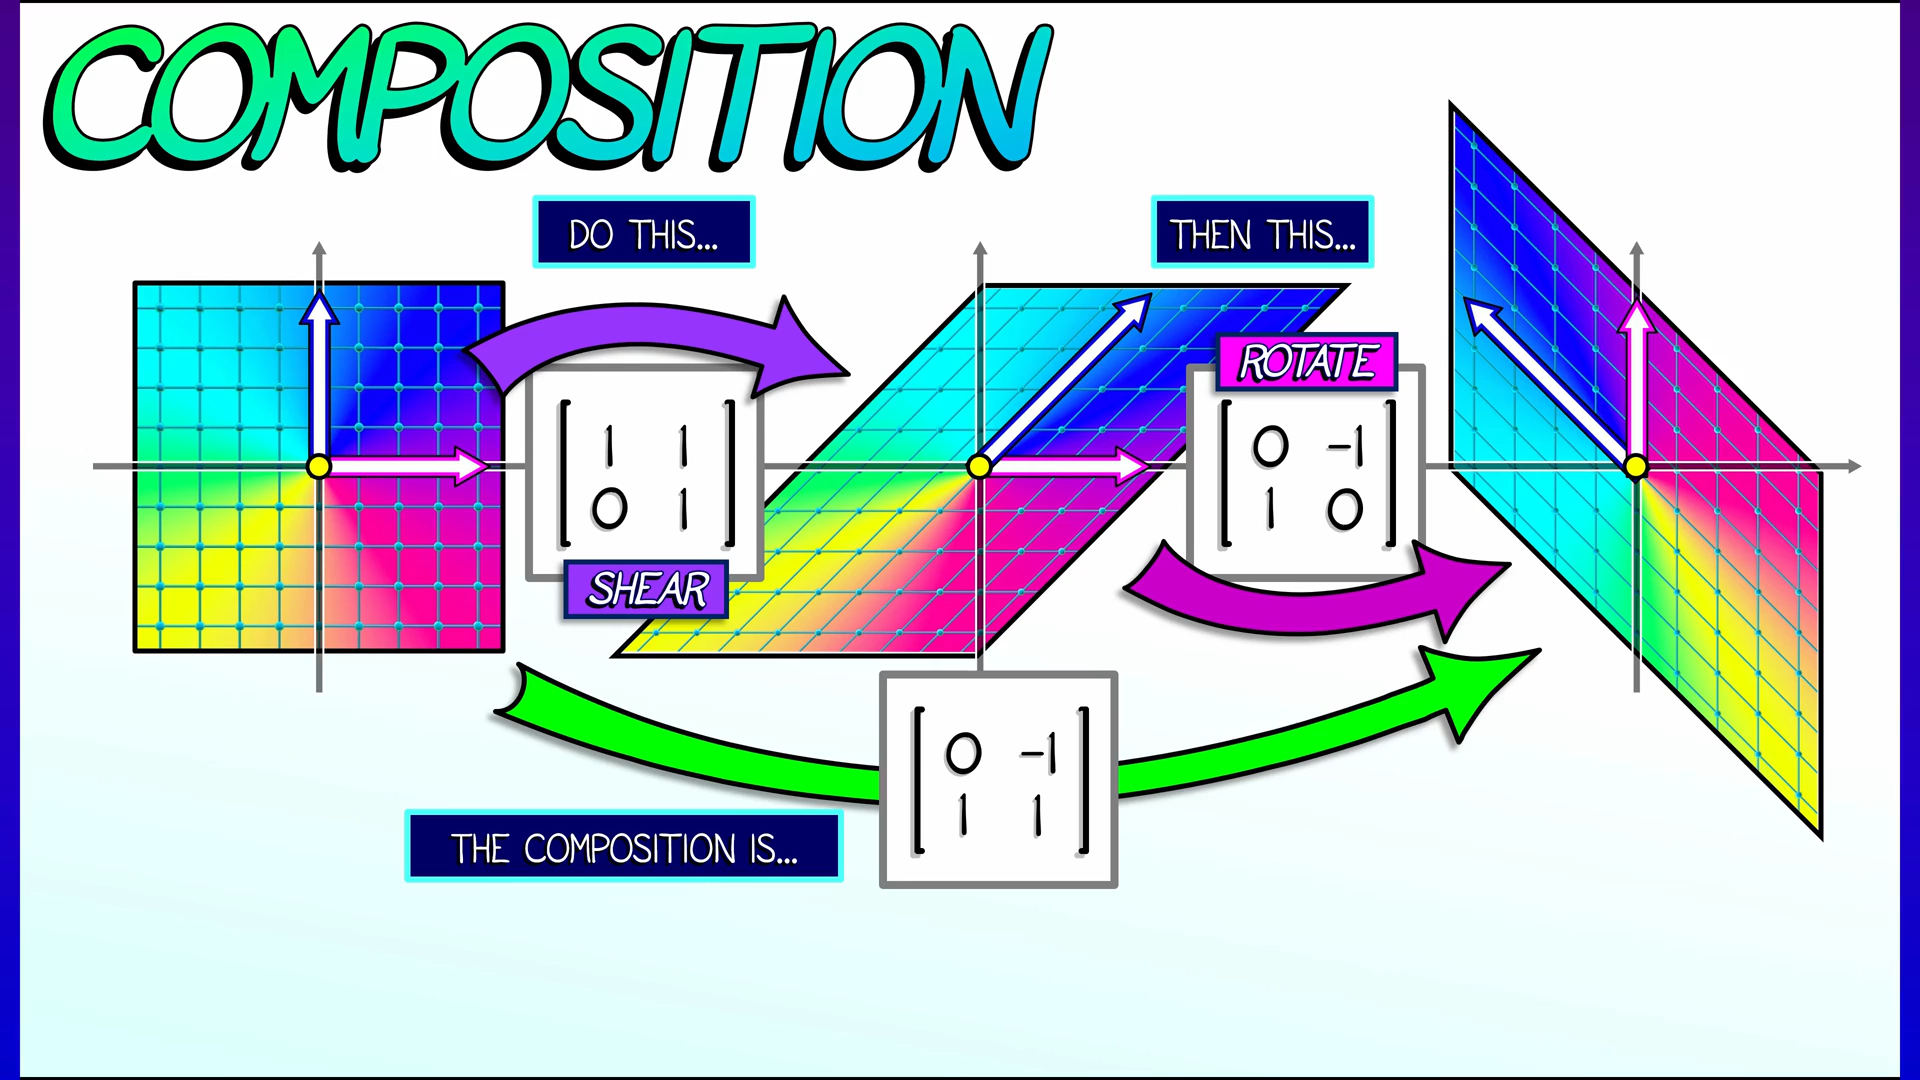 COMPOSITION
DO THIS...
THEN THIS...
ROTATE
1 1
0 1
0 -1
1 0
SHEAR
0 -1
1 1
THE COMPOSITION IS...